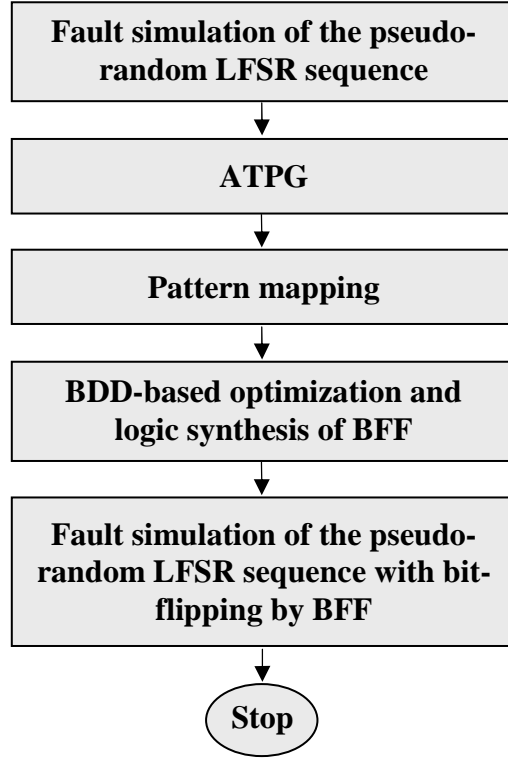 Fault simulation of the pseudo-
random LFSR sequence
ATPG
Pattern mapping
BDD-based optimization and
logic synthesis of BFF
Fault simulation of the pseudo-
random LFSR sequence with bit-
flipping by BFF
Stop